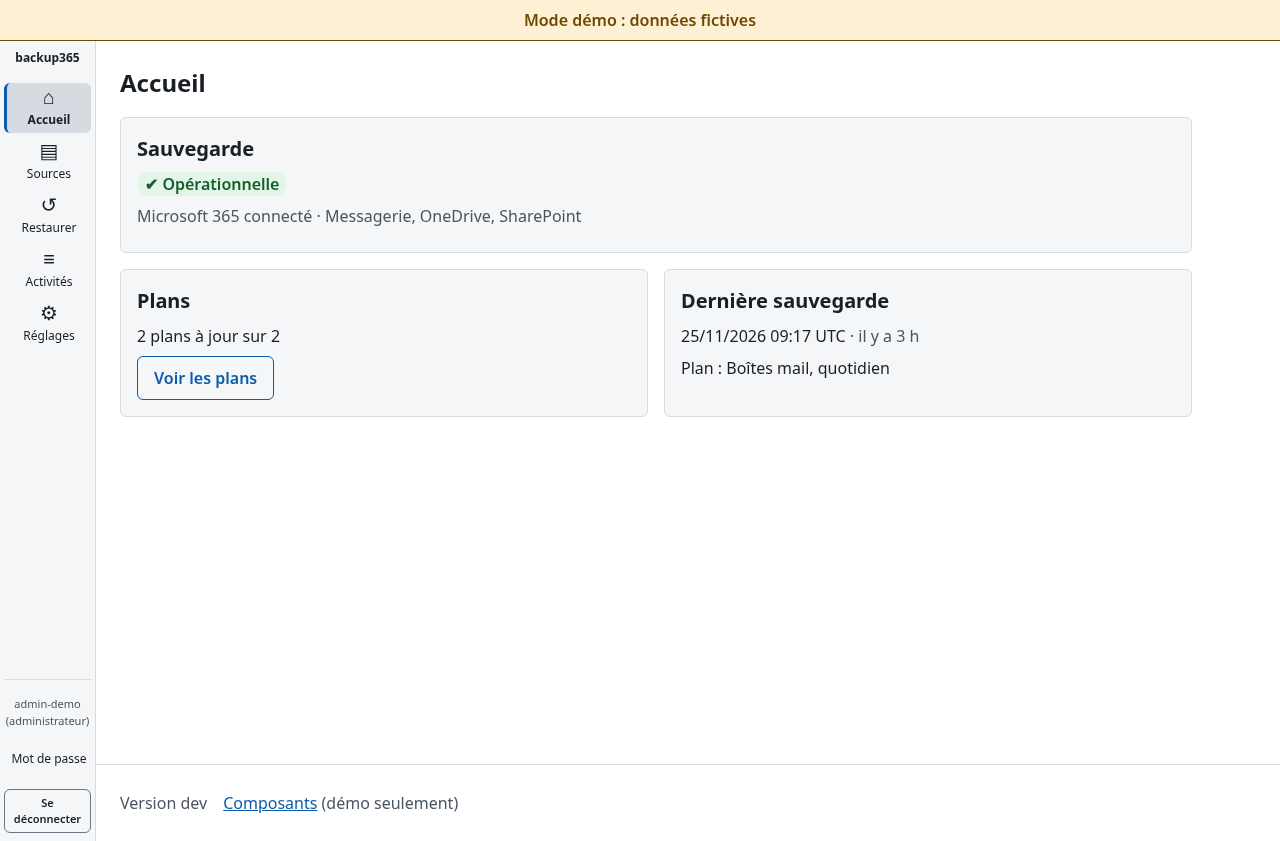 Mode démo : données fictives
backup365
Accueil
Sources
Restaurer
Activités
Réglages
admin-demo
(administrateur)
Mot de passe
Se
déconnecter
Accueil
Sauvegarde
✔ Opérationnelle
Microsoft 365 connecté · Messagerie, OneDrive, SharePoint
Plans
2 plans à jour sur 2
Voir les plans
Dernière sauvegarde
25/11/2026 09:17 UTC · il y a 3 h
Plan : Boîtes mail, quotidien
Version dev Composants (démo seulement)